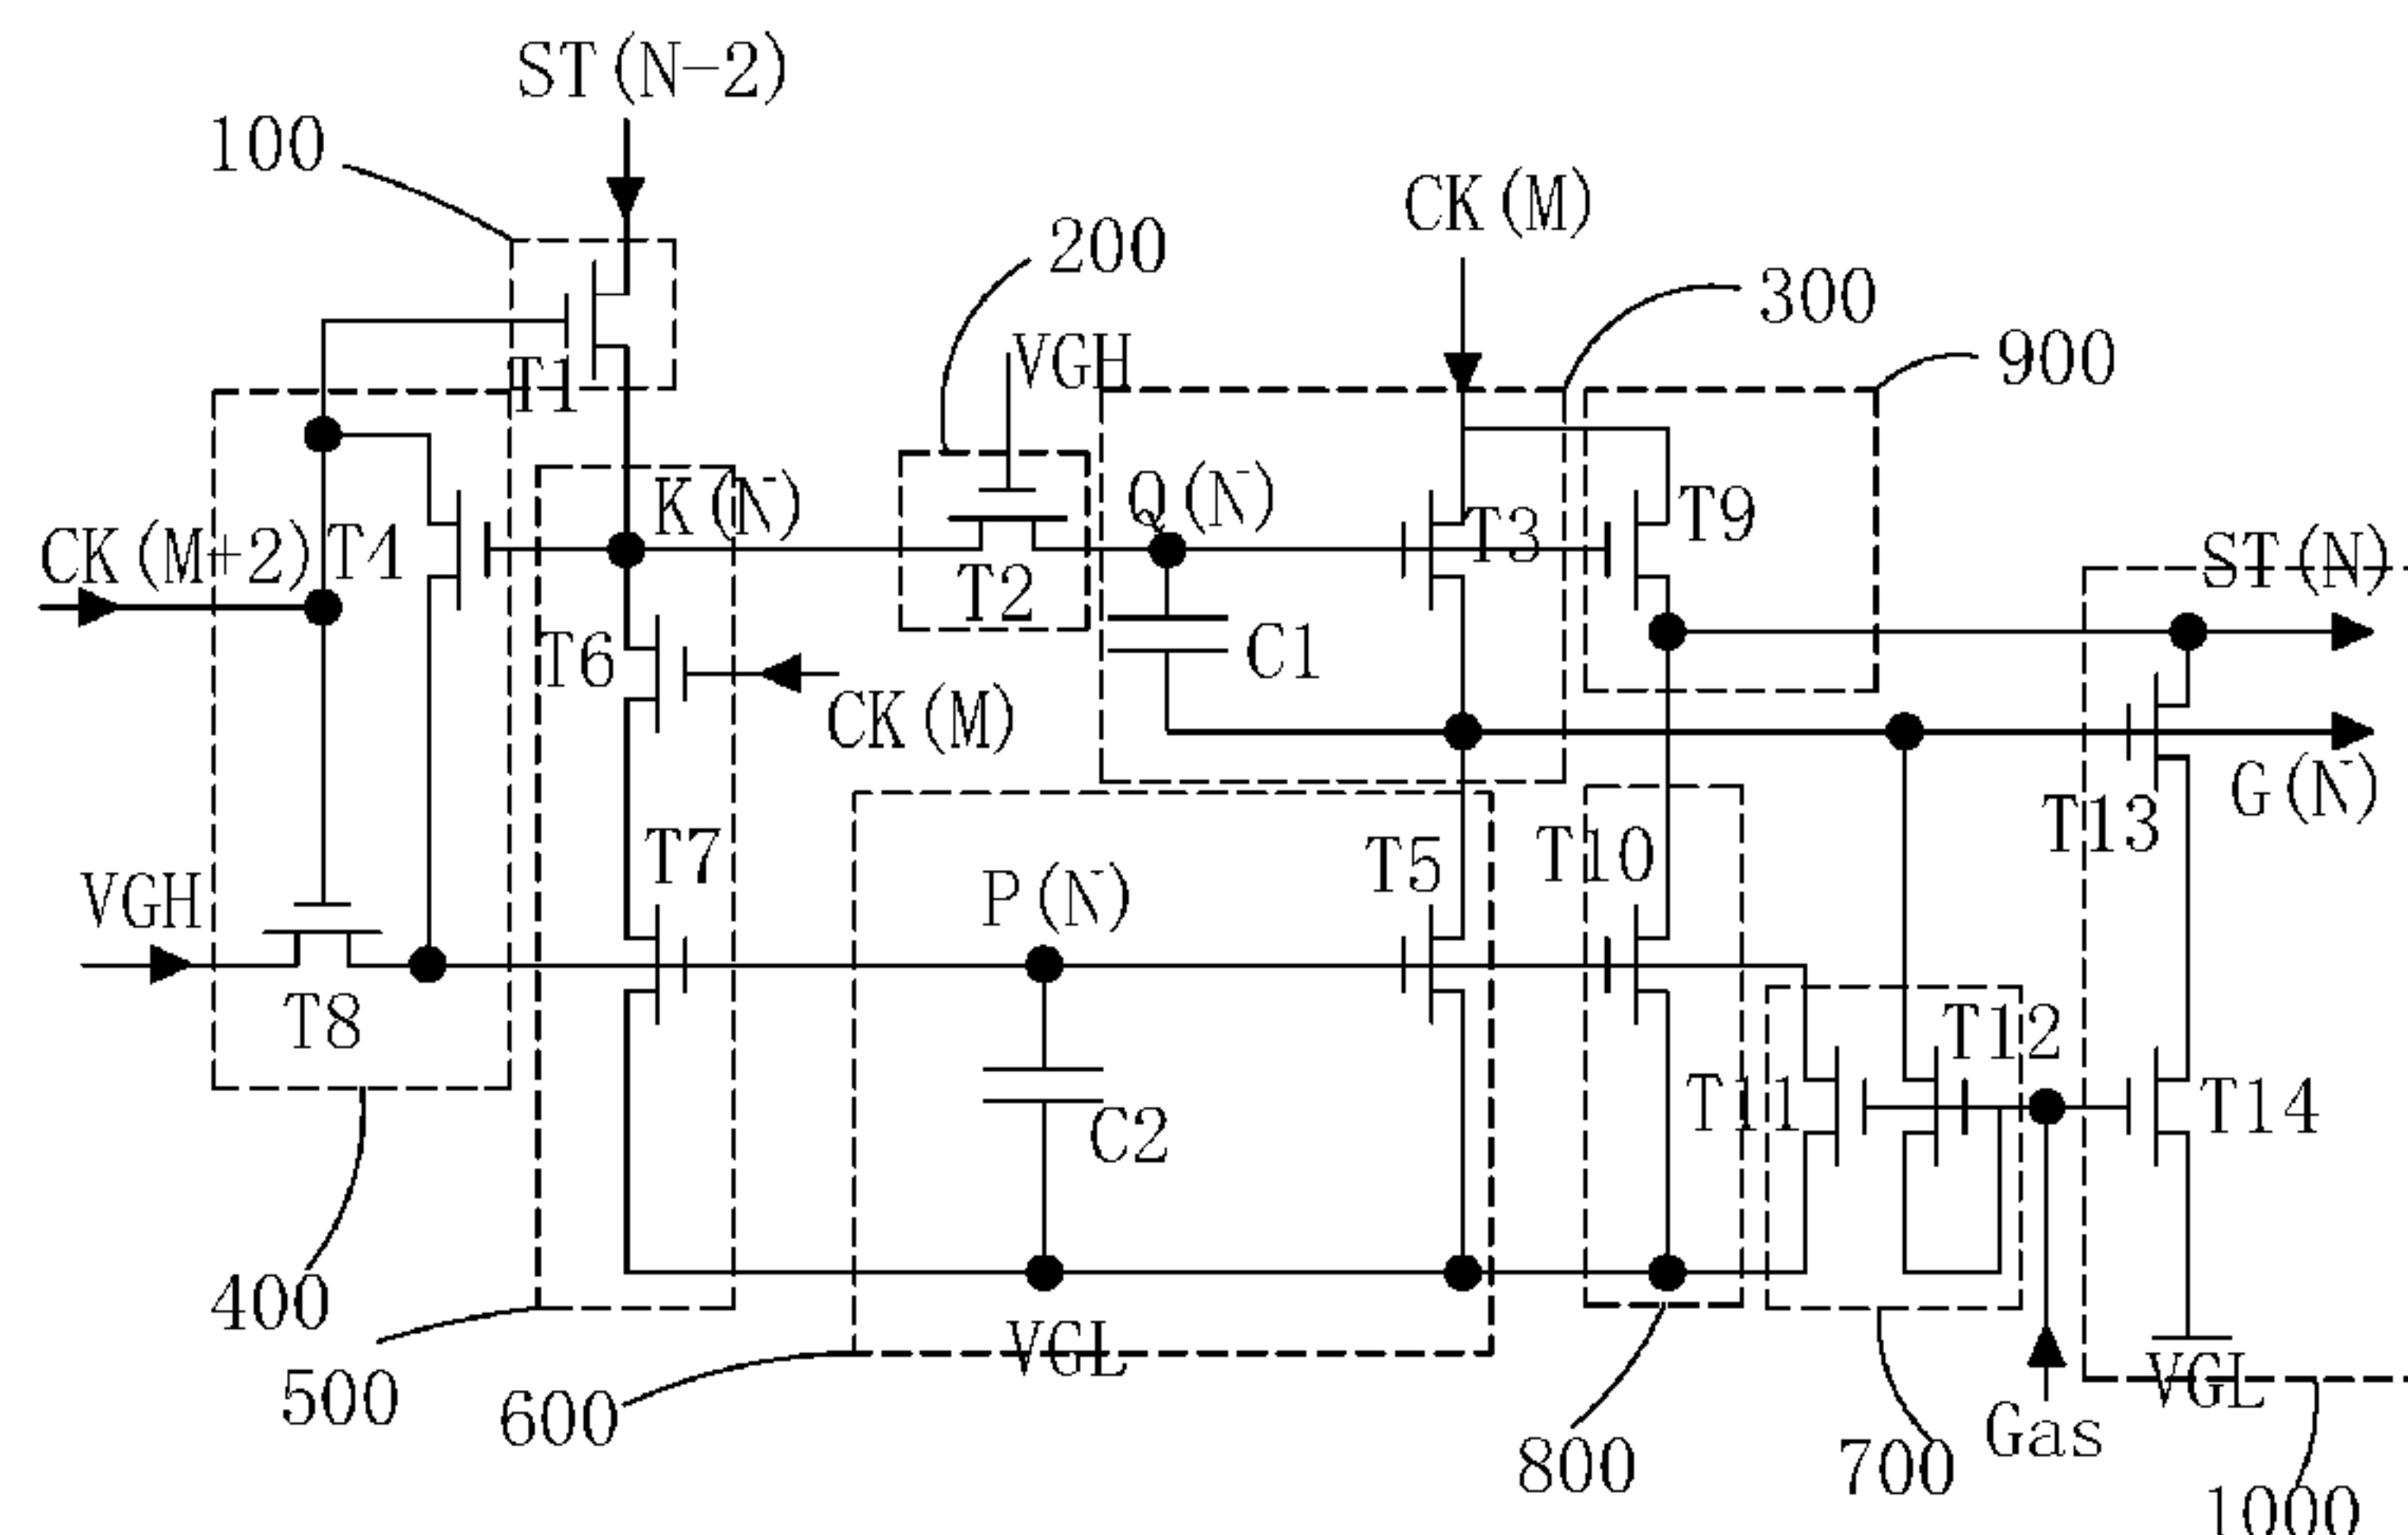 ST(N-2)
100
CK(M)
200
300
VGH
900
T1
K(N)
Q(N)
T9
T3
CK(M+2)
T4
ST(N)
T2
T6
C1
CK(M)
G(N)
T13
T7
T5
T10
VGH
P(N)
T8
T12
T11
T14
C2
400
VGL
VGL
500
600
Gas
800
700
1000